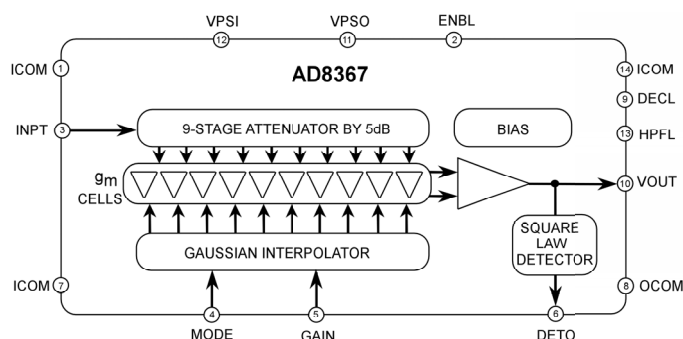 VPSI VPSO ENBL
12 11 2
ICOM 1 AD8367 14 ICOM
9 DECL
INPT 3 9-STAGE ATTENUATOR BY 5dB BIAS 13 HPFL
gm
CELLS
10 VOUT
SQUARE
LAW
DETECTOR
GAUSSIAN INTERPOLATOR
ICOM 7 8 OCOM
4 5 6
MODE GAIN DETO